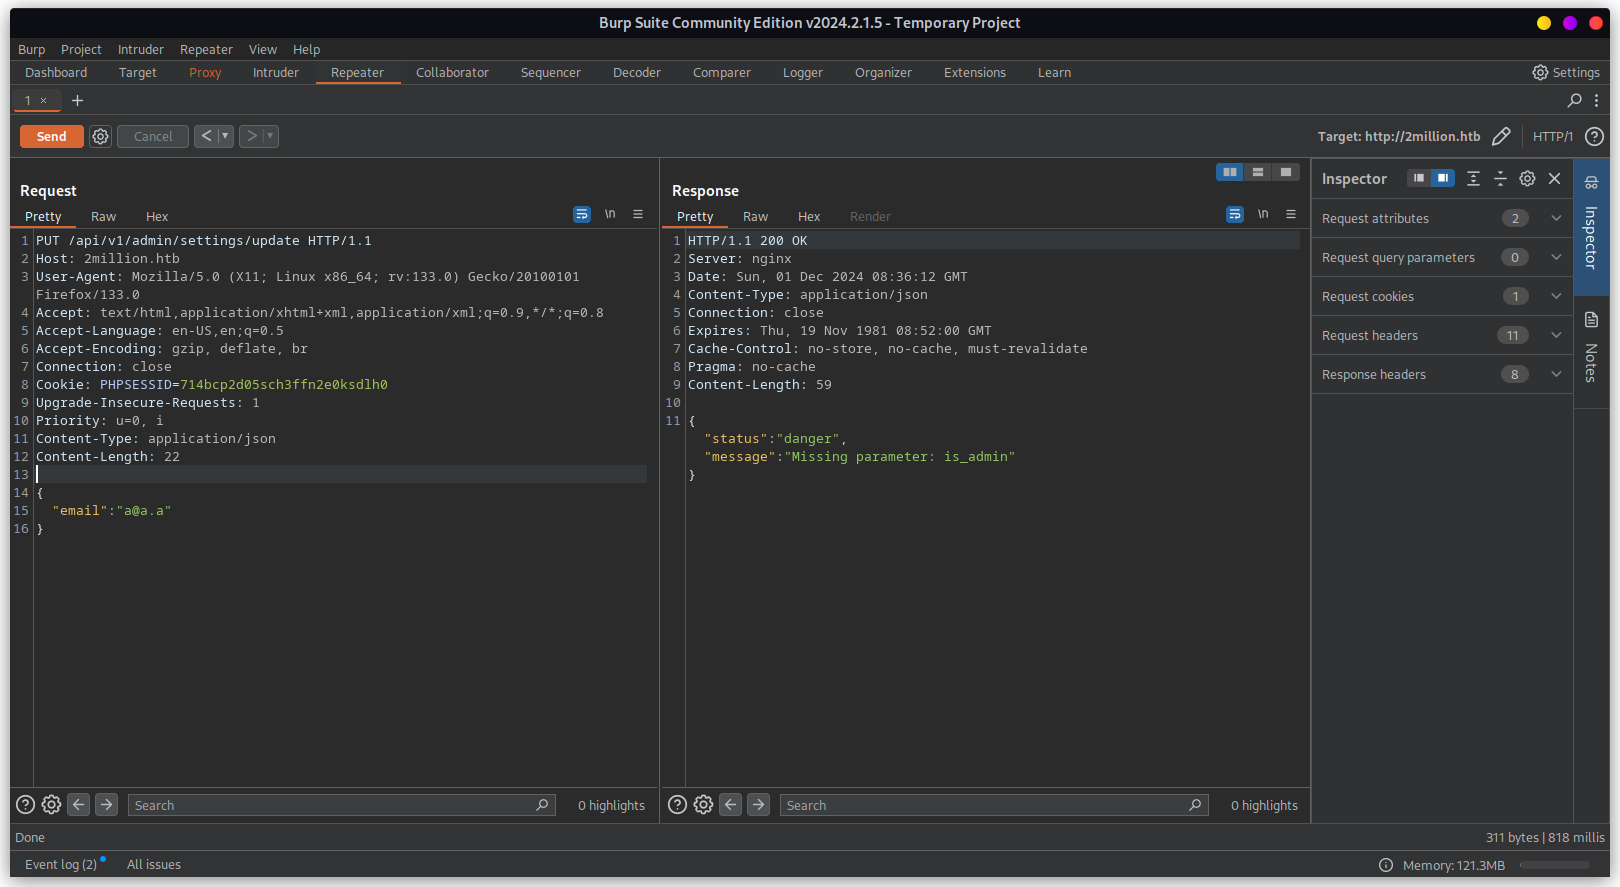 Burp Suite Community Edition v2024.2.1.5 - Temporary Project
Burp Project Intruder Repeater View Help
Dashboard Target Proxy Intruder Repeater Collaborator Sequencer Decoder Comparer Logger Organizer Extensions Learn Settings
1 × +
Send Cancel < > Target: http://2million.htb HTTP/1
Request
Pretty Raw Hex \n
1 PUT /api/v1/admin/settings/update HTTP/1.1
2 Host: 2million.htb
3 User-Agent: Mozilla/5.0 (X11; Linux x86_64; rv:133.0) Gecko/20100101
Firefox/133.0
4 Accept: text/html,application/xhtml+xml,application/xml;q=0.9,*/*;q=0.8
5 Accept-Language: en-US,en;q=0.5
6 Accept-Encoding: gzip, deflate, br
7 Connection: close
8 Cookie: PHPSESSID=714bcp2d05sch3ffn2e0ksdlh0
9 Upgrade-Insecure-Requests: 1
10 Priority: u=0, i
11 Content-Type: application/json
12 Content-Length: 22
13
14 {
15 "email":"a@a.a"
16 }
Search 0 highlights
Response
Pretty Raw Hex Render \n
1 HTTP/1.1 200 OK
2 Server: nginx
3 Date: Sun, 01 Dec 2024 08:36:12 GMT
4 Content-Type: application/json
5 Connection: close
6 Expires: Thu, 19 Nov 1981 08:52:00 GMT
7 Cache-Control: no-store, no-cache, must-revalidate
8 Pragma: no-cache
9 Content-Length: 59
10
11 {
"status":"danger",
"message":"Missing parameter: is_admin"
}
Search 0 highlights
Inspector
Request attributes 2
Request query parameters 0
Request cookies 1
Request headers 11
Response headers 8
Inspector
Notes
Done 311 bytes | 818 millis
Event log (2) All issues Memory: 121.3MB